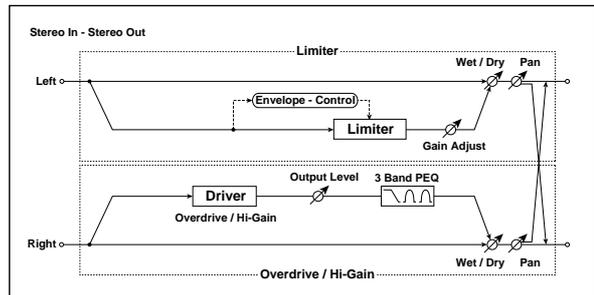 Stereo In - Stereo Out
Limiter
Wet / Dry
Pan
Left
Envelope - Control
Limiter
Gain Adjust
Output Level
3 Band PEQ
Driver
Overdrive / Hi-Gain
Right
Wet / Dry
Pan
Overdrive / Hi-Gain